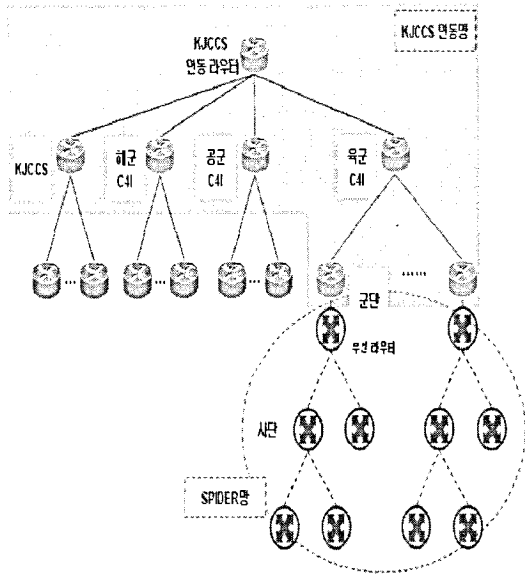 KJCCS 연동망
KJCCS
연동 라우터
KJCCS
해군
C4I
공군
C4I
육군
C4I
...
...
...
......
군단
무선 라우터
사단
SPIDER망